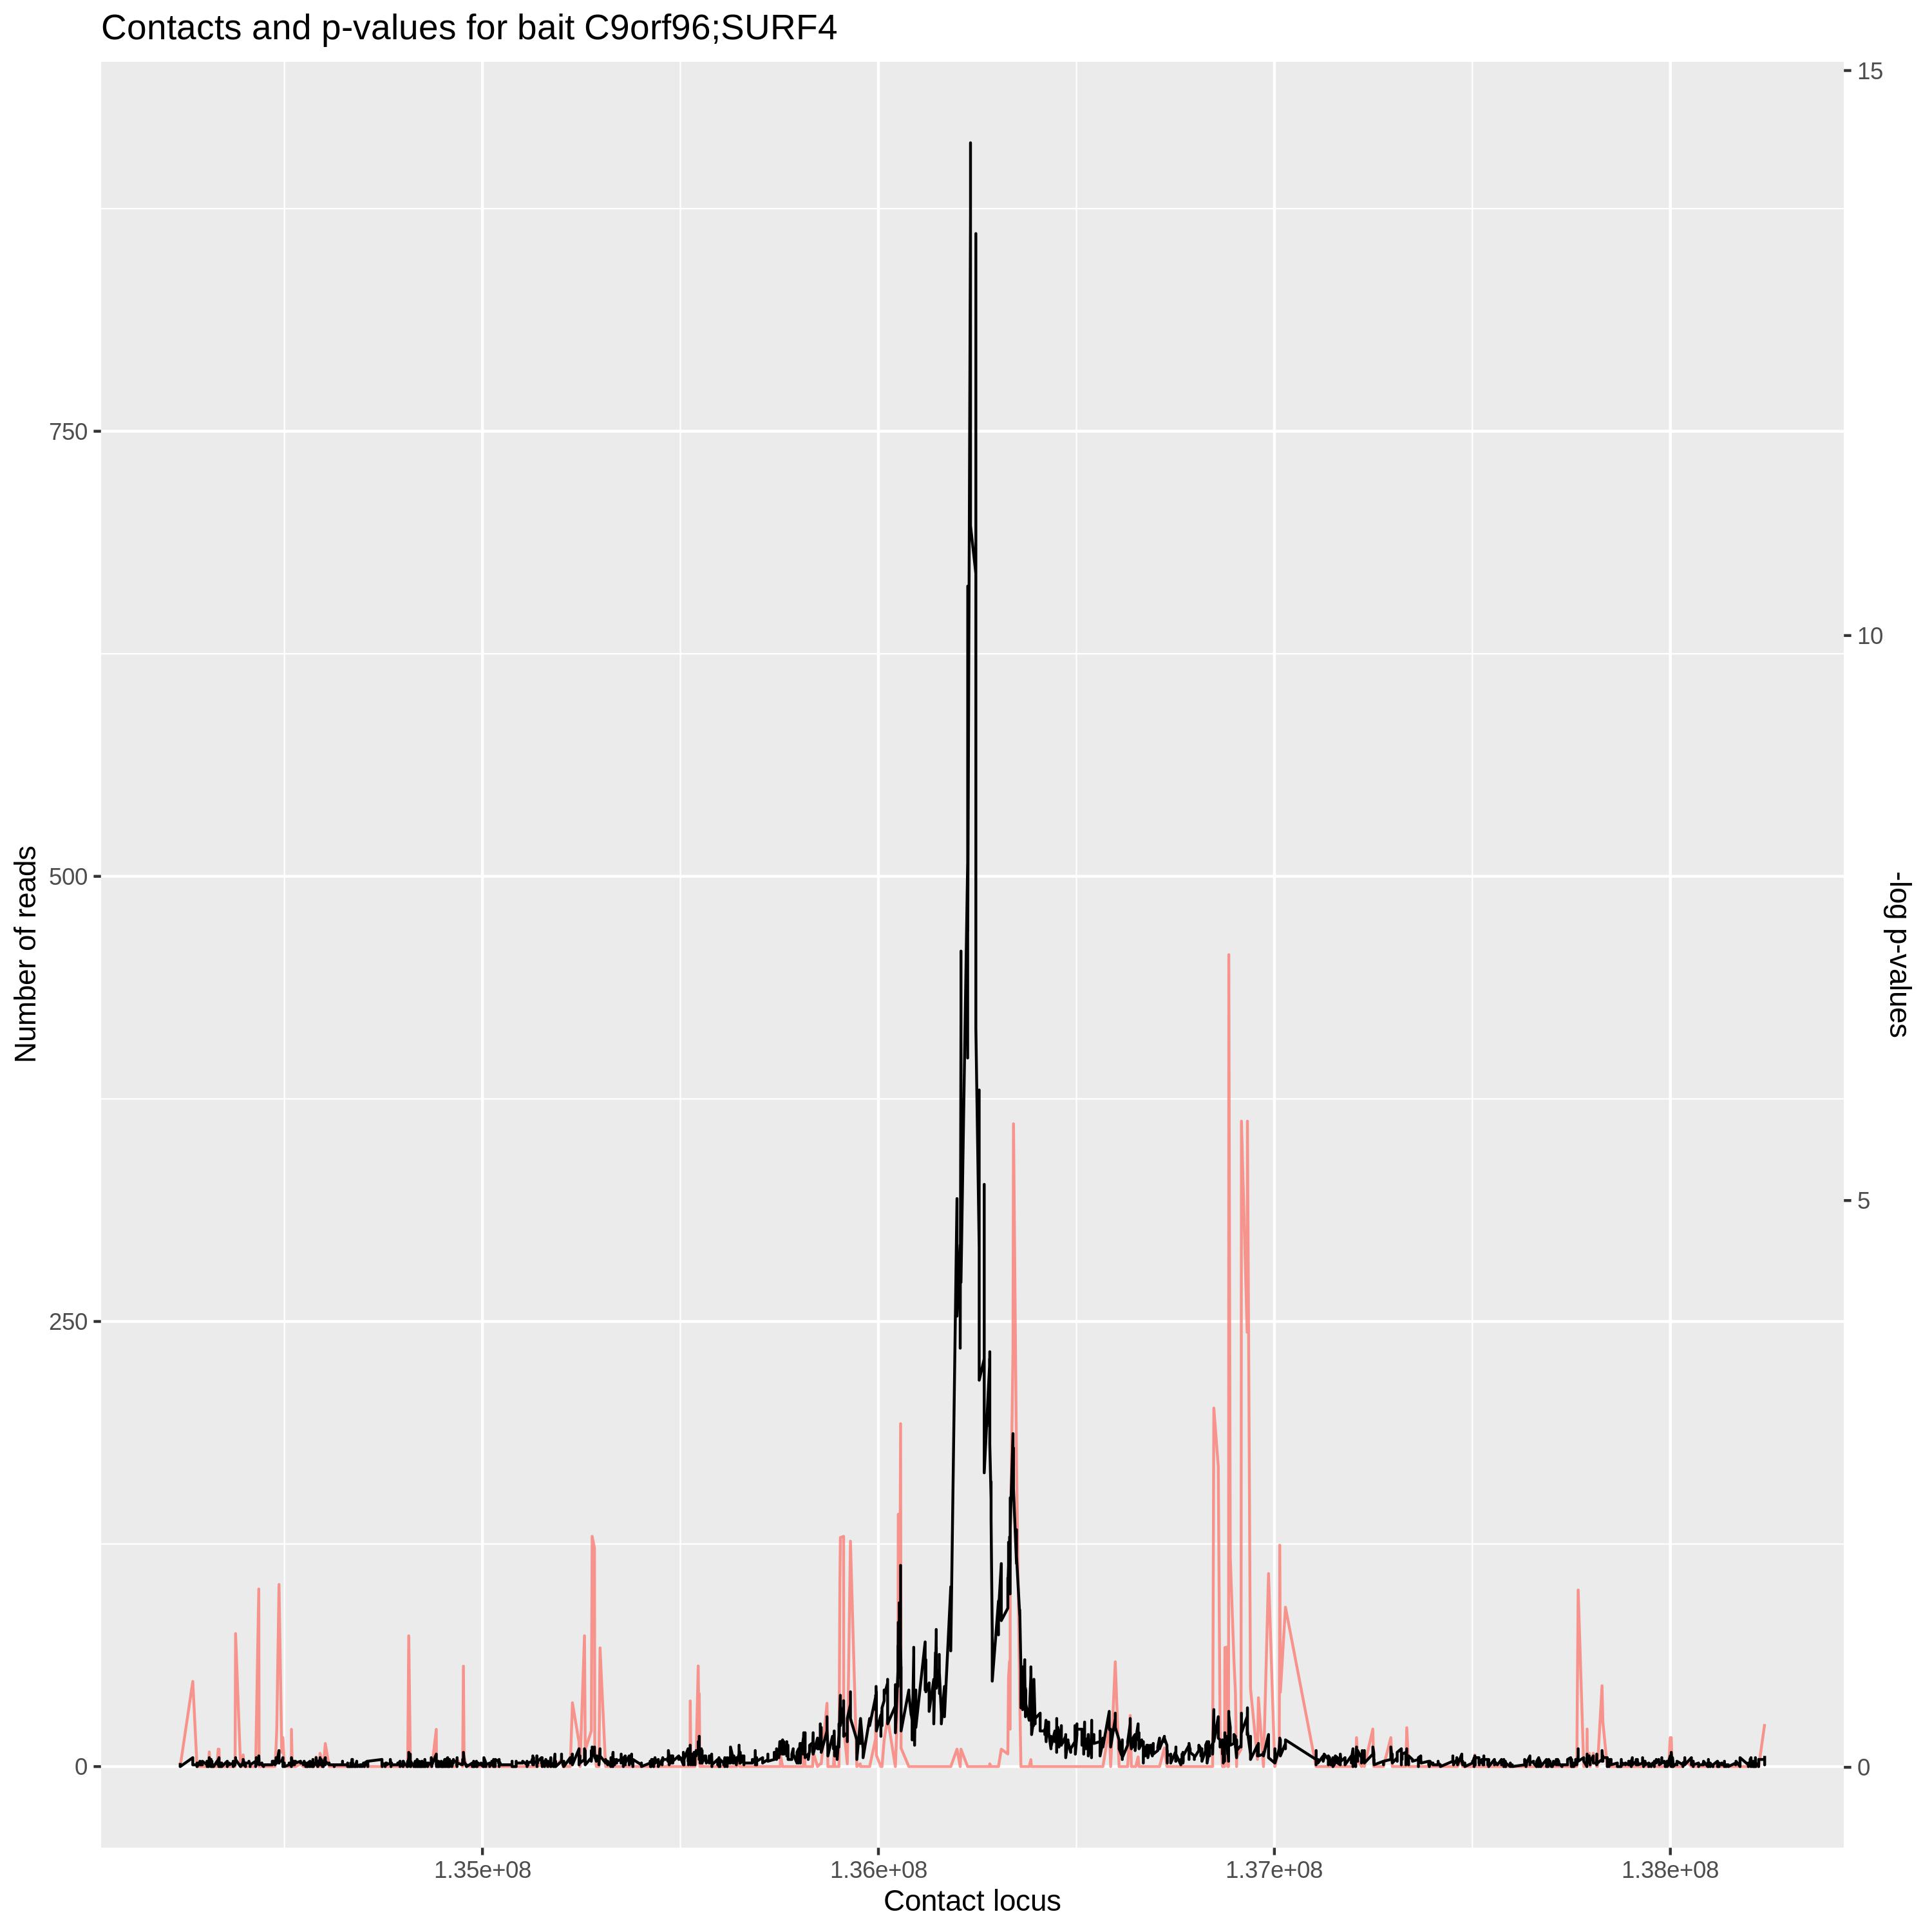 Contacts and p-values for bait C9orf96;SURF4
15
750
10
500
Number of reads
-log p-values
5
250
0
0
1.35e+08
1.36e+08
1.37e+08
1.38e+08
Contact locus